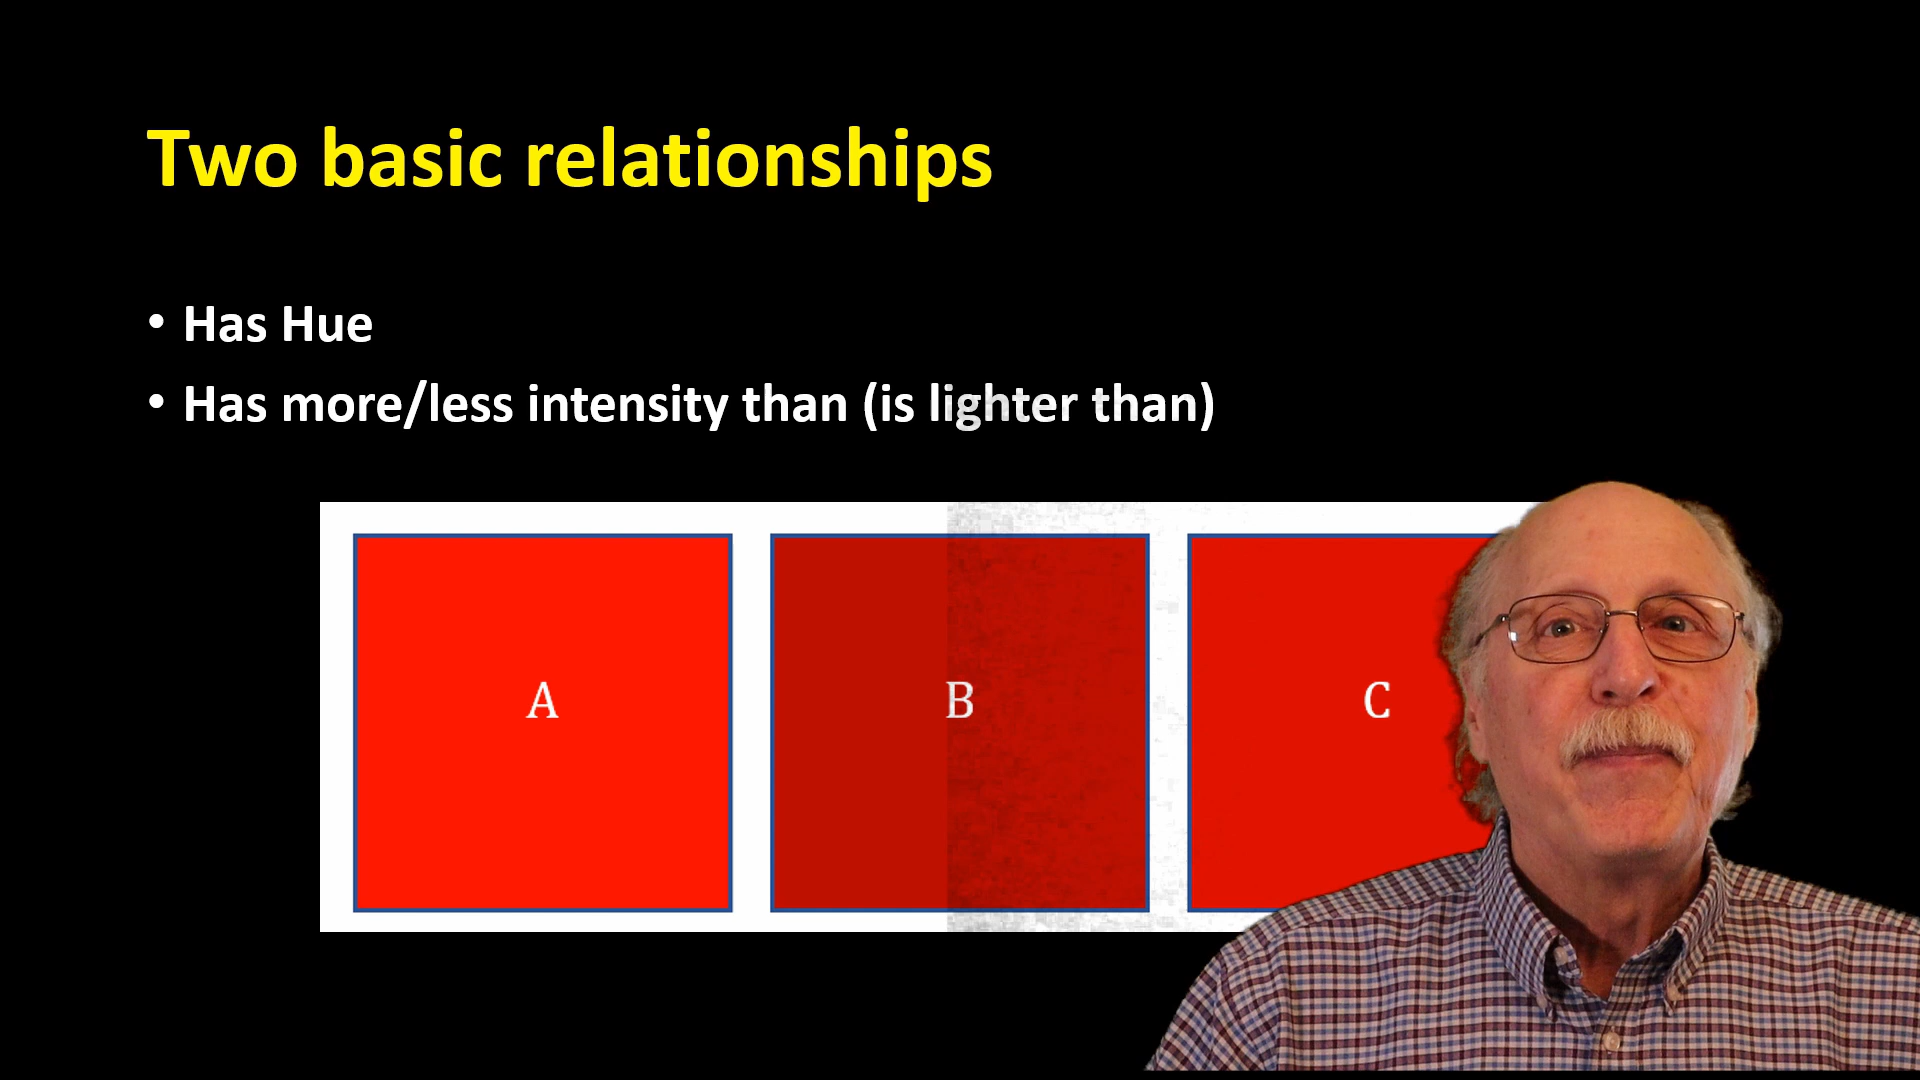 Two basic relationships
• Has Hue
• Has more/less intensity than (is lighter than)
A
B
C